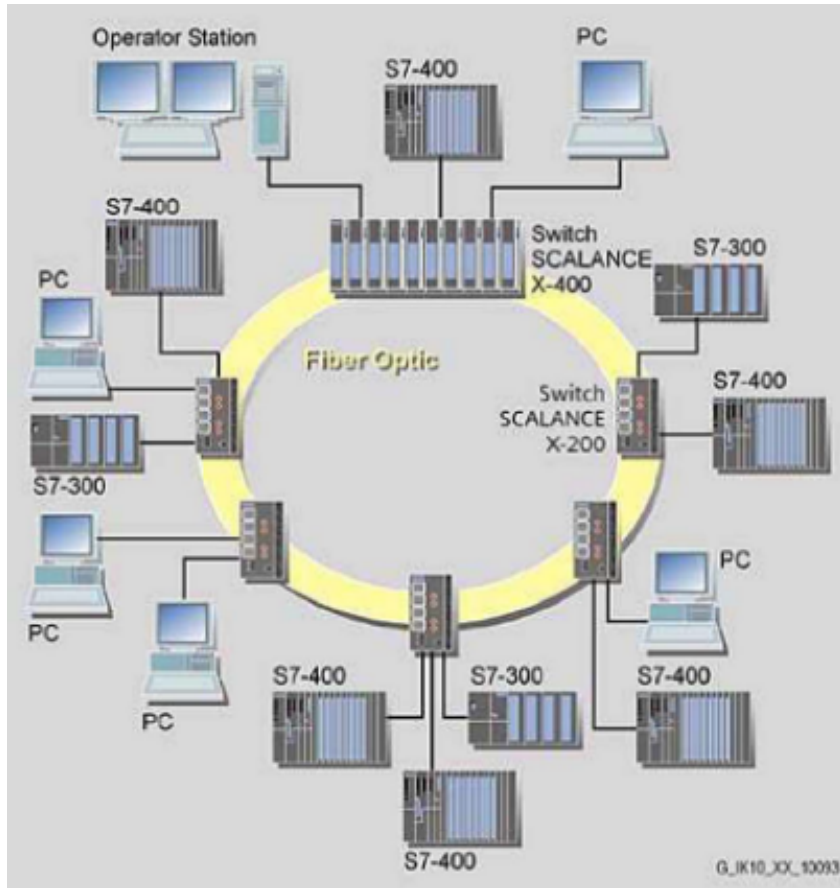 Operator Station
PC
S7-400
S7-400
Switch
SCALANCE
X-400
S7-300
PC
Fiber Optic
S7-400
Switch
SCALANCE
X-200
S7-300
PC
PC
PC
S7-400
S7-300
S7-400
S7-400
G_IK10_XX_10093